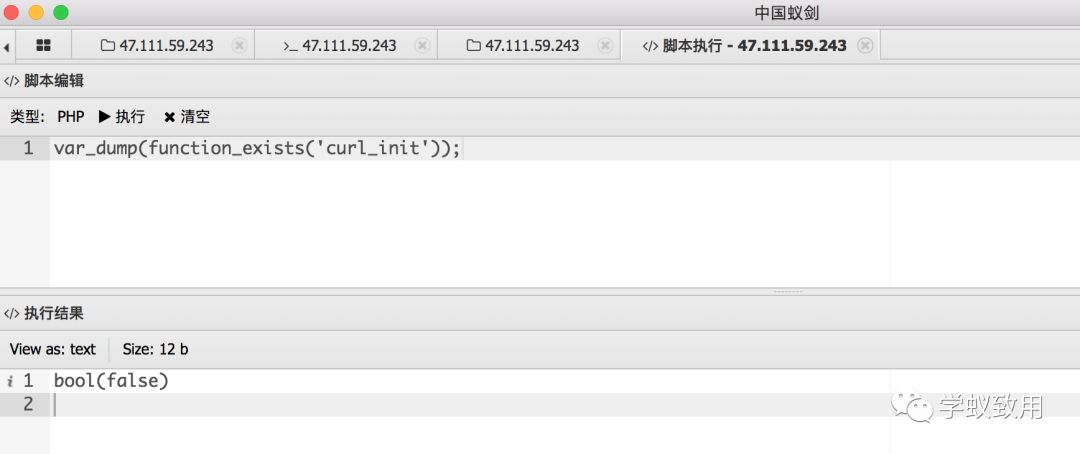 中国蚁剑
47.111.59.243 >_ 47.111.59.243 47.111.59.243 </> 脚本执行 - 47.111.59.243
</> 脚本编辑
类型: PHP 执行 清空
1 var_dump(function_exists('curl_init'));
</> 执行结果
View as: text Size: 12 b
i 1 bool(false)
2
学蚁致用